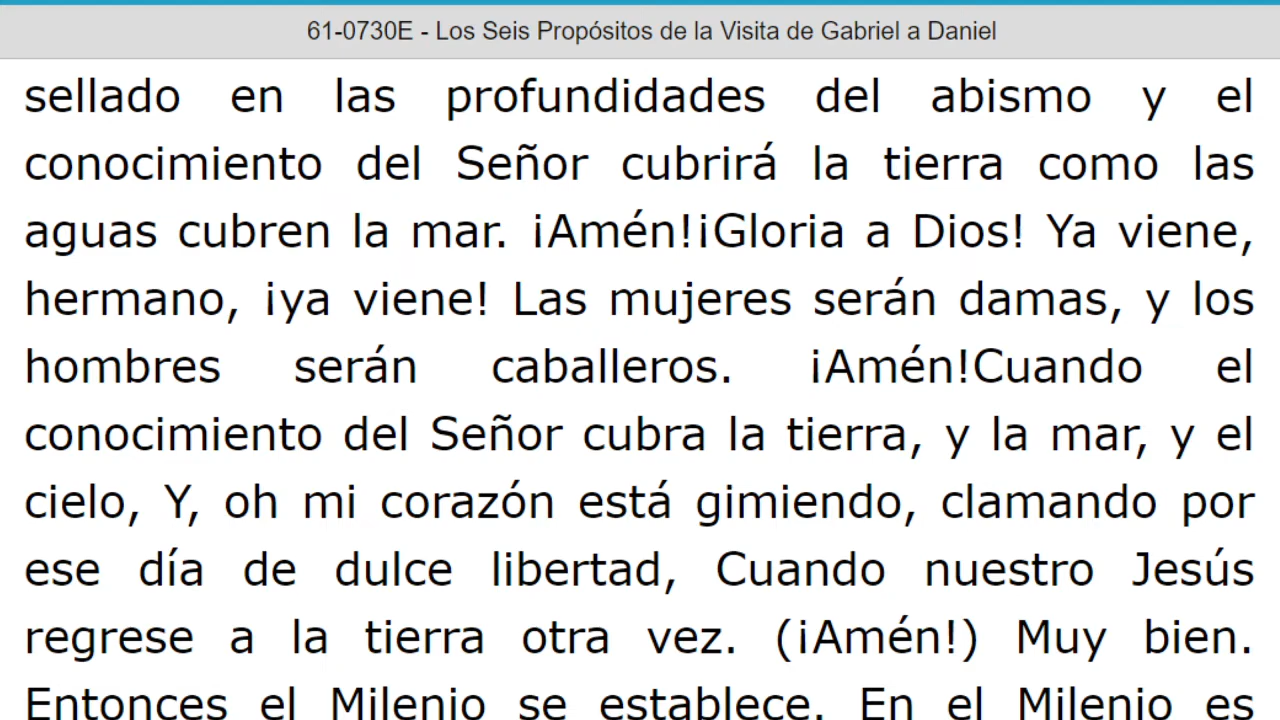 61-0730E - Los Seis Propósitos de la Visita de Gabriel a Daniel
sellado en las profundidades del abismo y el
conocimiento del Señor cubrirá la tierra como las
aguas cubren la mar. ¡Amén!¡Gloria a Dios! Ya viene,
hermano, ¡ya viene! Las mujeres serán damas, y los
hombres serán caballeros. ¡Amén!Cuando el
conocimiento del Señor cubra la tierra, y la mar, y el
cielo, Y, oh mi corazón está gimiendo, clamando por
ese día de dulce libertad, Cuando nuestro Jesús
regrese a la tierra otra vez. (¡Amén!) Muy bien.
Entonces el Milenio se establece. En el Milenio es